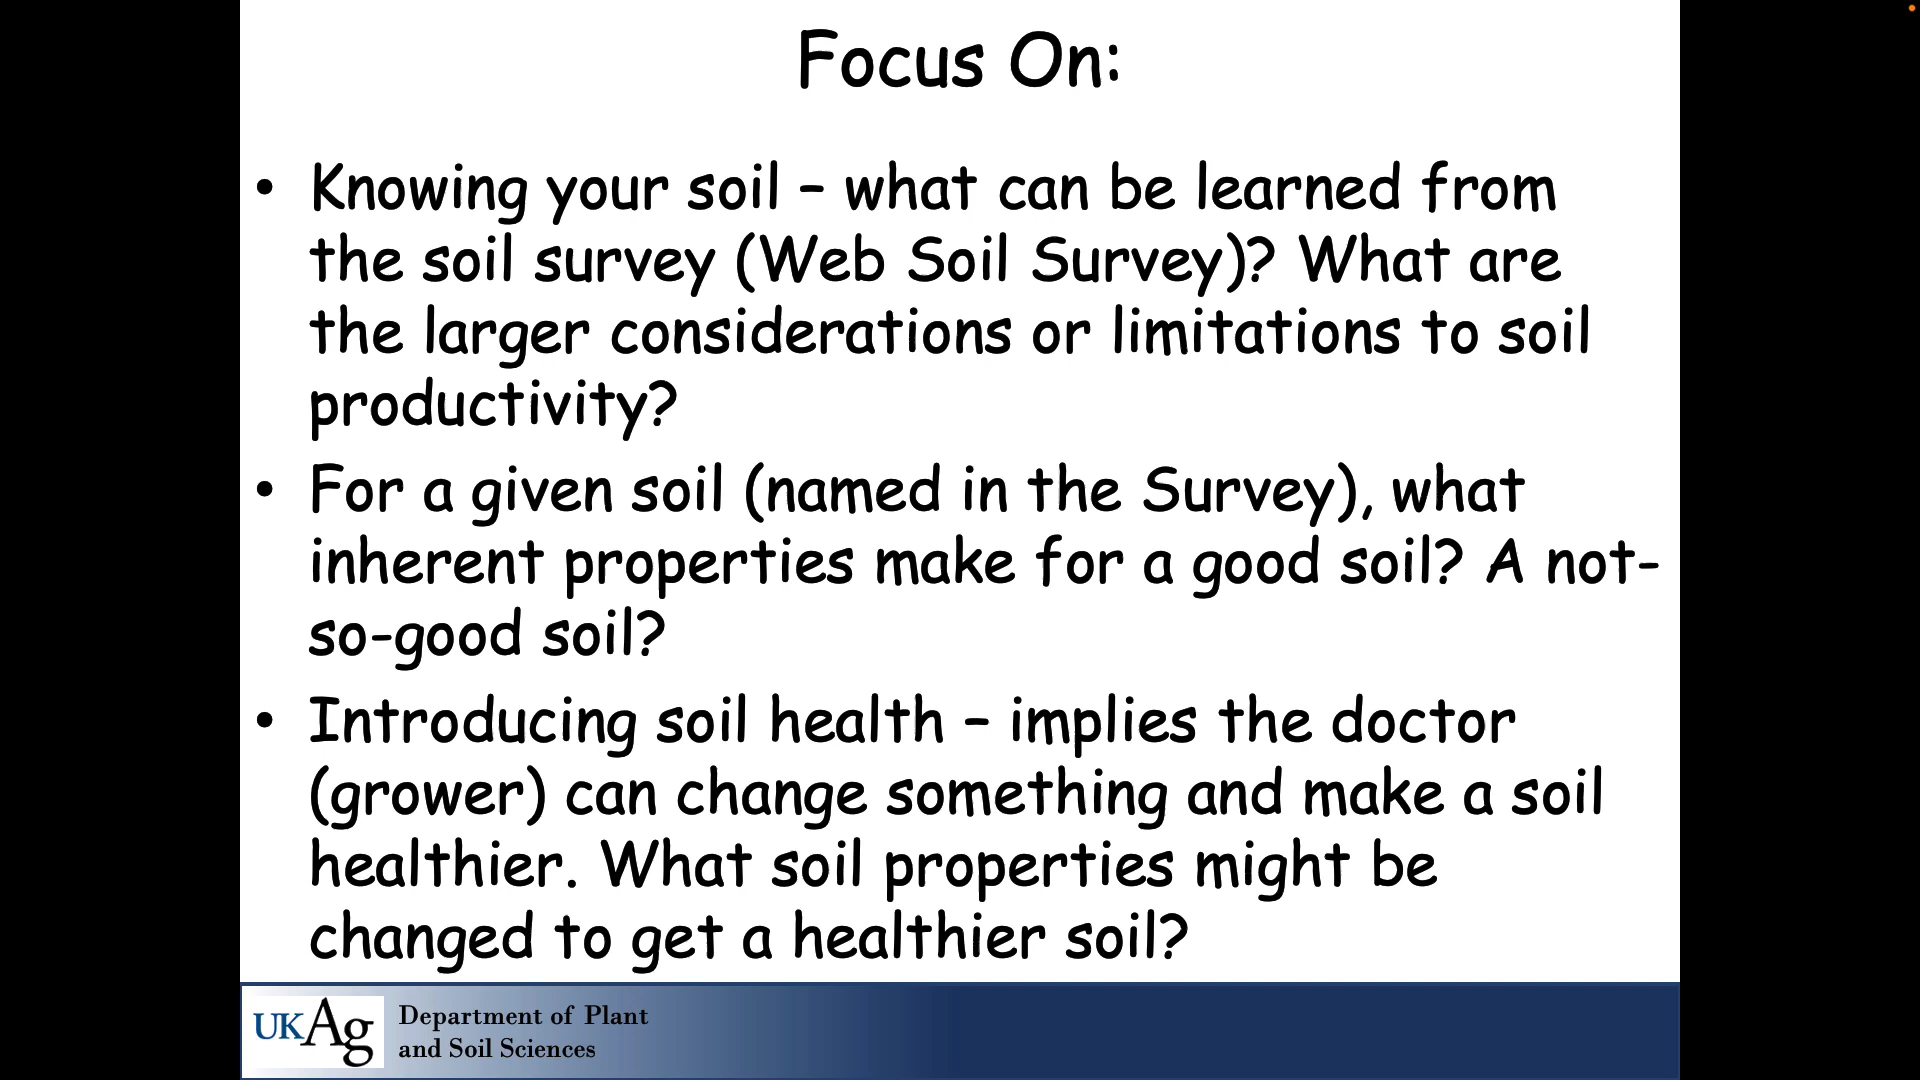 Focus On:
• Knowing your soil – what can be learned from
the soil survey (Web Soil Survey)? What are
the larger considerations or limitations to soil
productivity?
• For a given soil (named in the Survey), what
inherent properties make for a good soil? A not-
so-good soil?
• Introducing soil health – implies the doctor
(grower) can change something and make a soil
healthier. What soil properties might be
changed to get a healthier soil?
UKAg
Department of Plant
and Soil Sciences